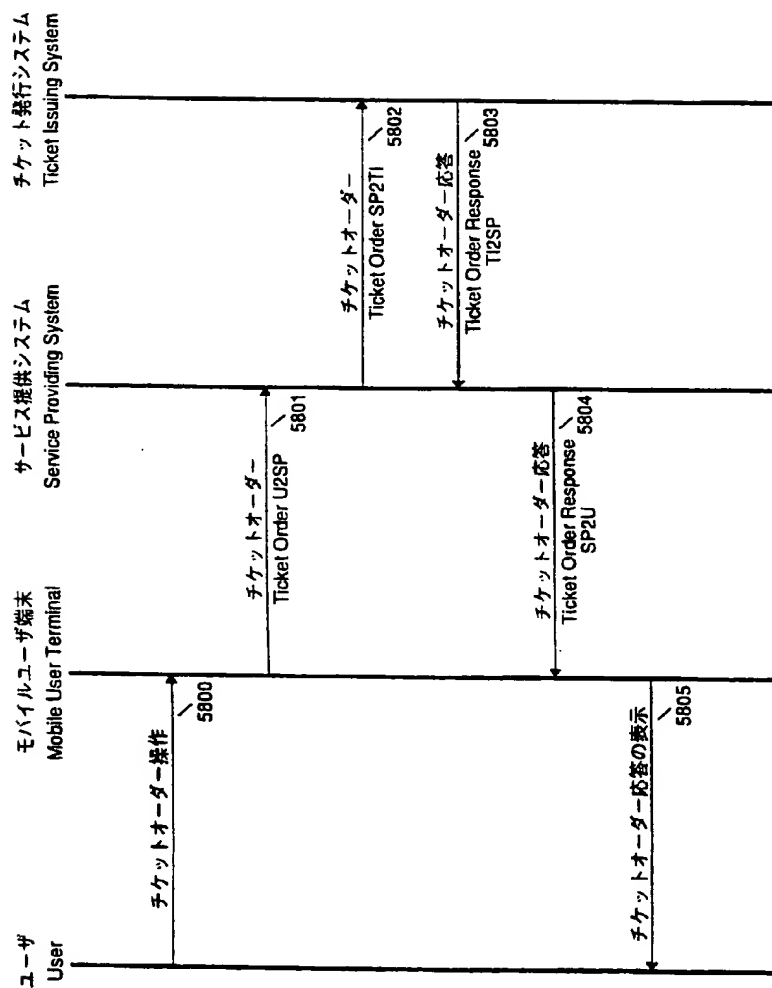 ユーザ
User
モバイルユーザ端末
Mobile User Terminal
サービス提供システム
Service Providing System
チケット発行システム
Ticket Issuing System
チケットオーダー操作
5800
チケットオーダー
Ticket Order U2SP
5801
チケットオーダー
Ticket Order SP2TI
5802
チケットオーダー応答
Ticket Order Response
TI2SP
5803
チケットオーダー応答
Ticket Order Response
SP2U
5804
チケットオーダー応答の表示
5805